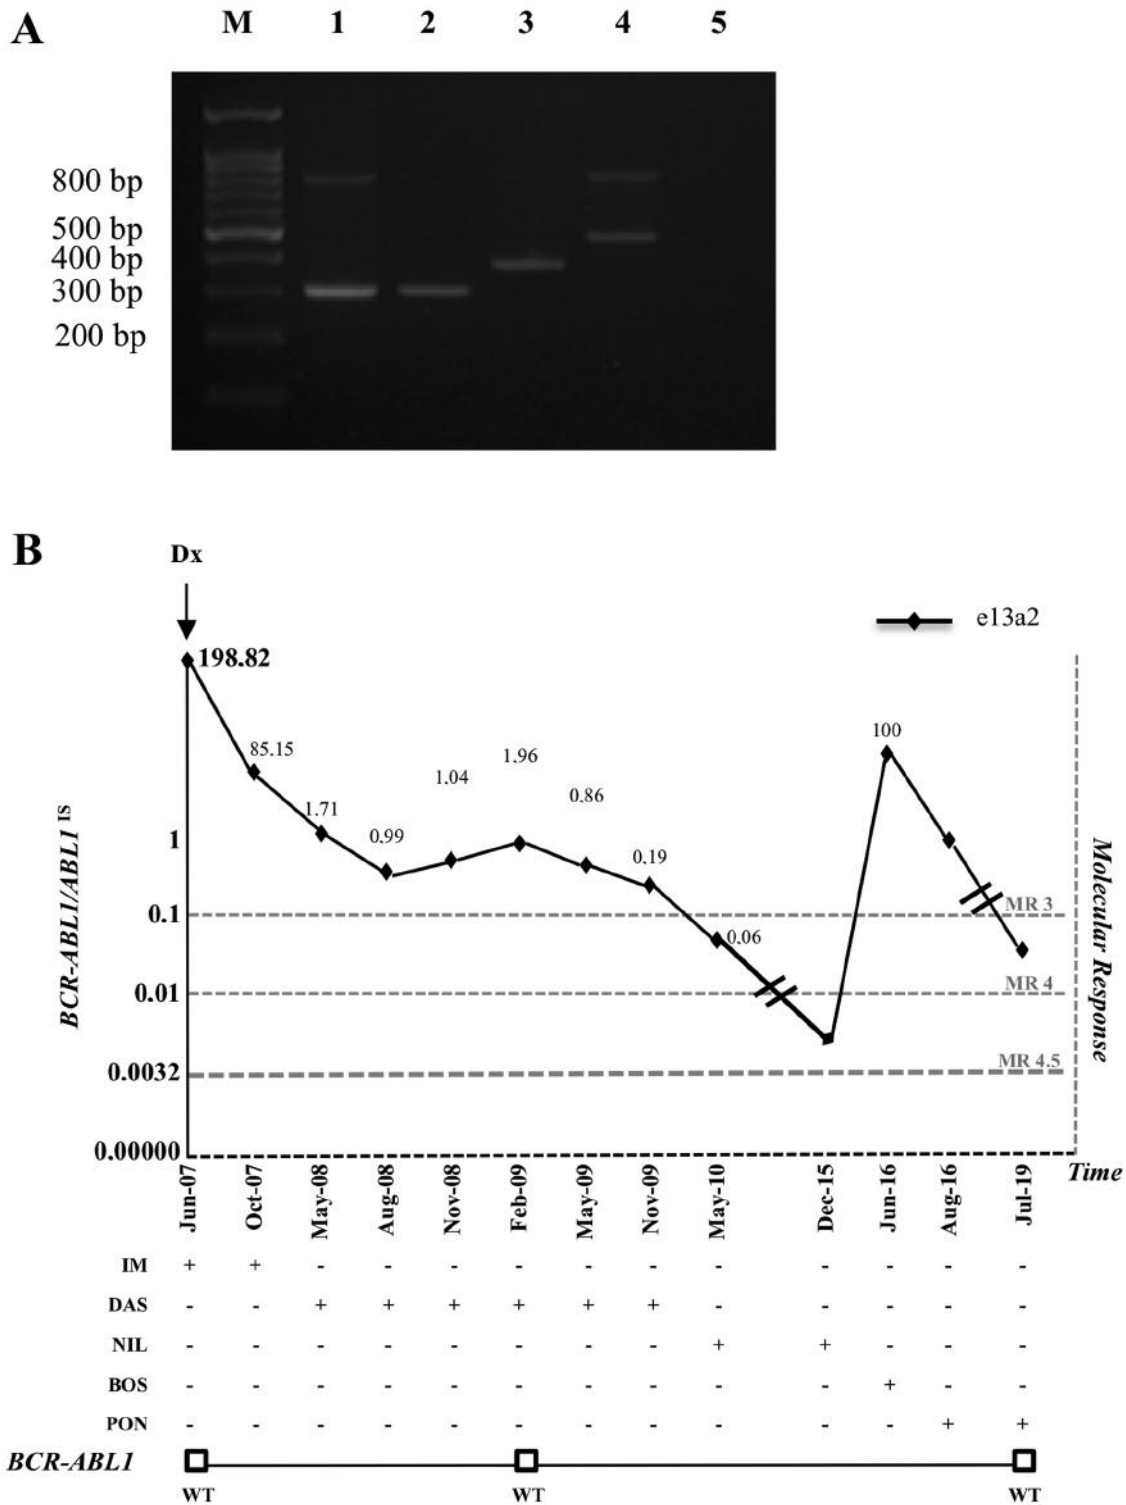 A
M 1 2 3 4 5
800 bp
500 bp
400 bp
300 bp
200 bp
B
Dx
e13a2
198.82
85.15
1.71
0.99
1.04
1.96
0.86
0.19
0.06
100
BCR-ABL1/ABL1 IS
1
0.1
0.01
0.0032
0.00000
MR 3
MR 4
MR 4.5
Molecular Response
Time
Jun-07 Oct-07 May-08 Aug-08 Nov-08 Feb-09 May-09 Nov-09 May-10 Dec-15 Jun-16 Aug-16 Jul-19
IM + + - - - - - - - - - - -
DAS - - + + + + + + - - - - -
NIL - - - - - - - - + + - - -
BOS - - - - - - - - - - + - -
PON - - - - - - - - - - - + +
BCR-ABL1
WT WT WT